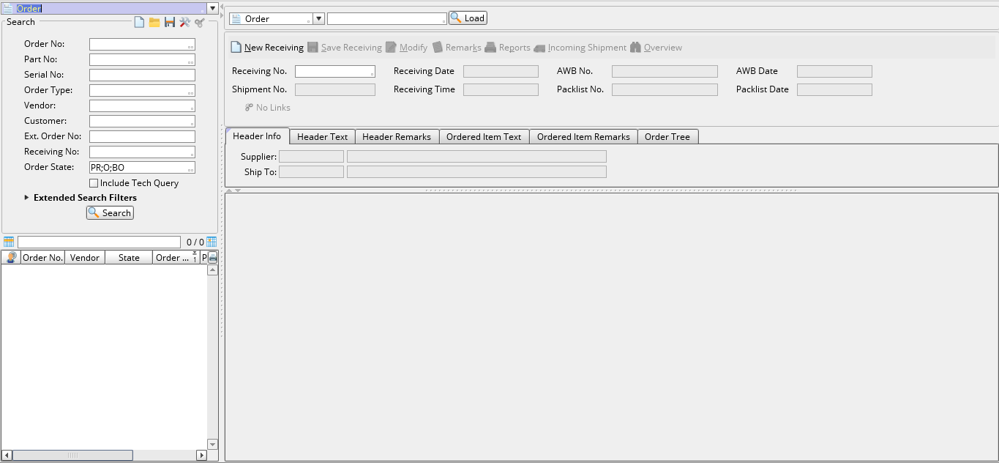 Order
Search
Order No:
Part No:
Serial No:
Order Type:
Vendor:
Customer:
Ext. Order No:
Receiving No:
Order State: PR;O;BO
Include Tech Query
Extended Search Filters
Search
0 / 0
Order No. Vendor State Order ... 1 P
Order Load
New Receiving Save Receiving Modify Remarks Reports Incoming Shipment Overview
Receiving No. Receiving Date AWB No. AWB Date
Shipment No. Receiving Time Packlist No. Packlist Date
No Links
Header Info Header Text Header Remarks Ordered Item Text Ordered Item Remarks Order Tree
Supplier:
Ship To: